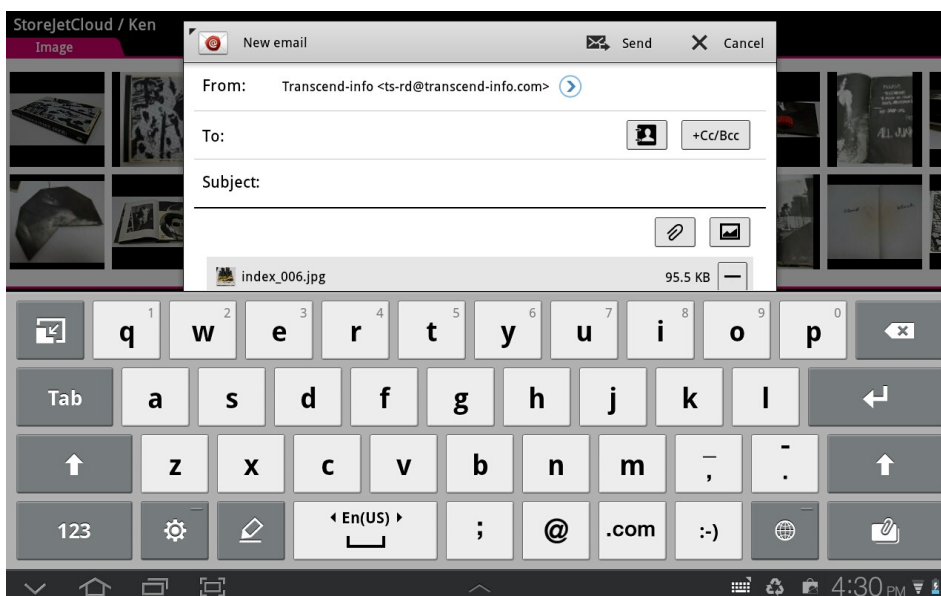 StoreJetCloud / Ken
Image
New email
Send
Cancel
From:
Transcend-info <ts-rd@transcend-info.com>
To:
+Cc/Bcc
Subject:
index_006.jpg
95.5 KB
ALL JUNK
q 1 w 2 e 3 r 4 t 5 y 6 u 7 i 8 o 9 p 0
Tab a s d f g h j k l
z x c v b n m _ , - .
123 En(US) ; @ .com :-)
4:30 PM